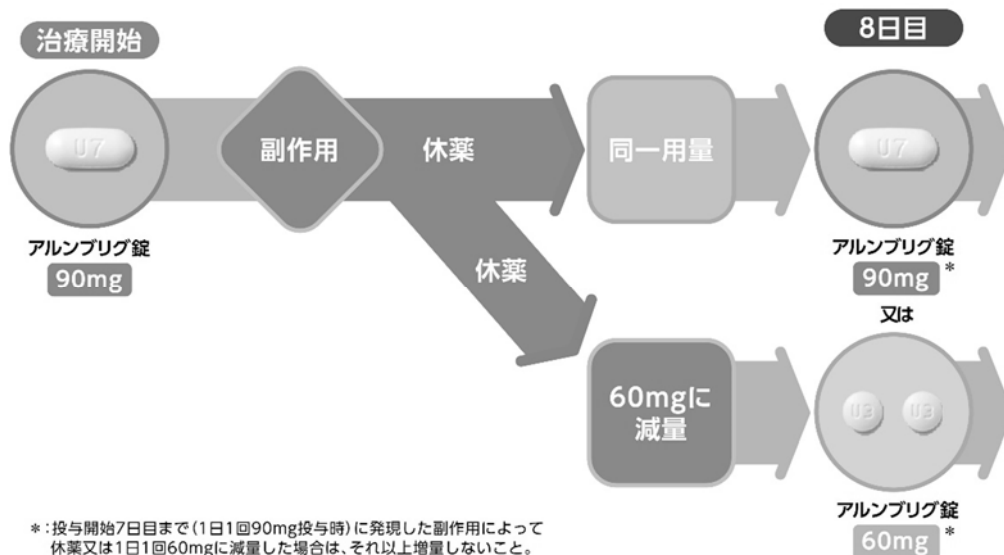 治療開始
8日目
U7
副作用
休薬
同一用量
U7
アルンブリグ錠
90mg
休薬
アルンブリグ錠
90mg*
又は
60mgに
減量
U3 U3
アルンブリグ錠
60mg*
*:投与開始7日目まで(1日1回90mg投与時)に発現した副作用によって
休薬又は1日1回60mgに減量した場合は、それ以上増量しないこと。